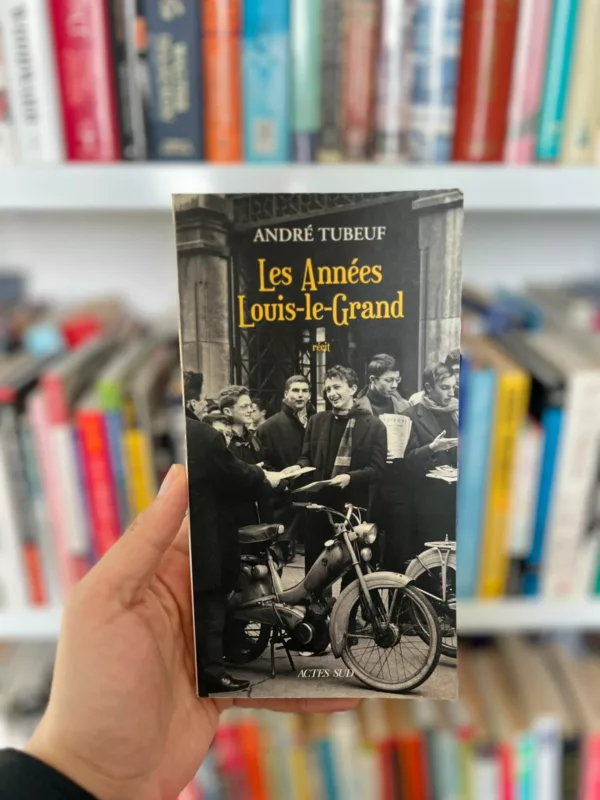 ANDRÉ TUBEUF
Les Années
Louis-le-Grand
récit
ACTES SUD